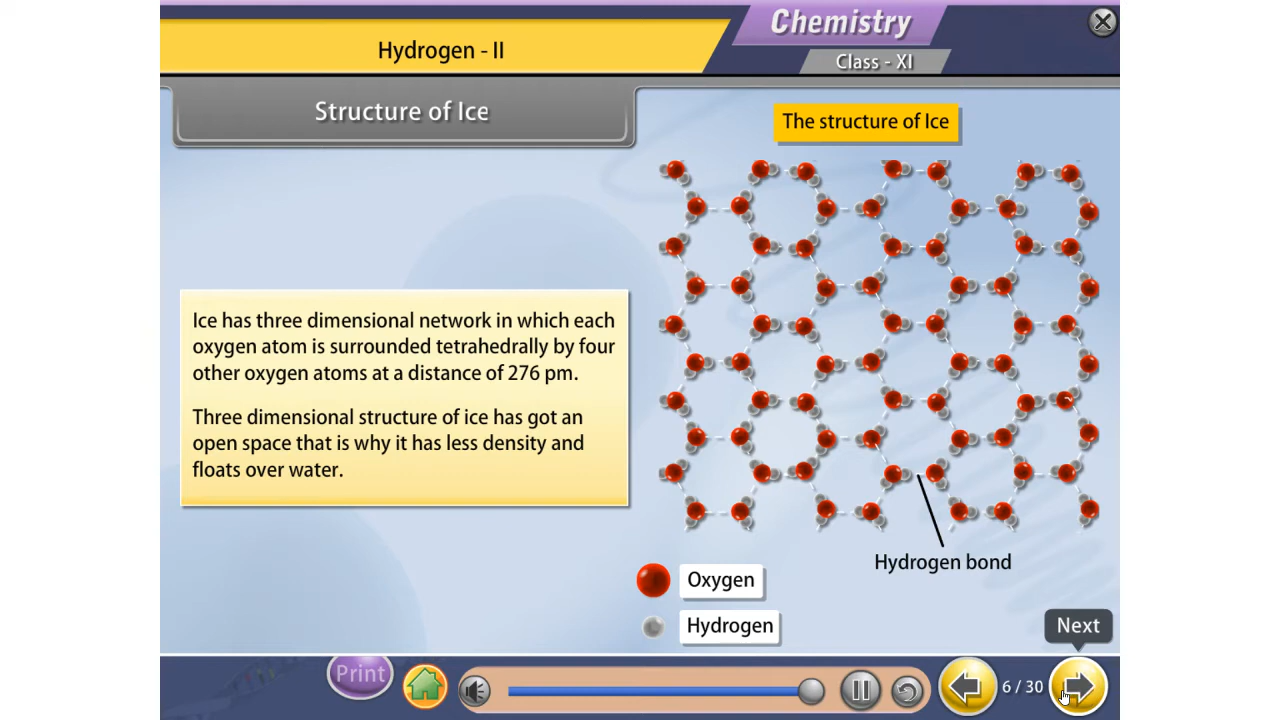 Chemistry
Hydrogen - II
Class - XI
Structure of Ice
The structure of Ice
Ice has three dimensional network in which each
oxygen atom is surrounded tetrahedrally by four
other oxygen atoms at a distance of 276 pm.
Three dimensional structure of ice has got an
open space that is why it has less density and
floats over water.
Hydrogen bond
Oxygen
Hydrogen
Next
Print
6 / 30